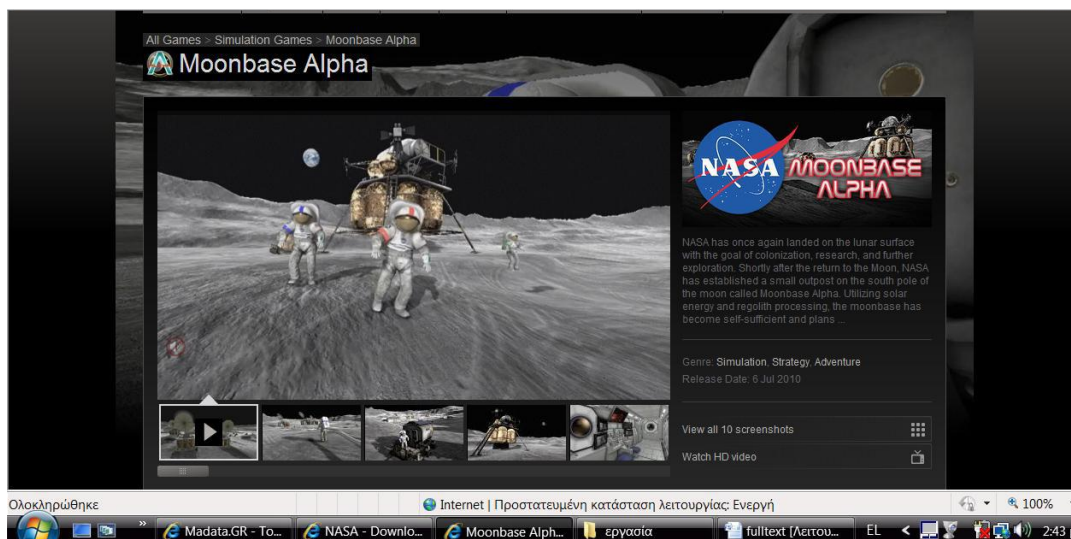 All Games > Simulation Games > Moonbase Alpha
Moonbase Alpha
NASA MOONBASE
ALPHA
NASA has once again landed on the lunar surface
with the goal of colonization, research, and further
exploration. Shortly after the return to the Moon, NASA
has established a small outpost on the south pole of
the moon called Moonbase Alpha. Utilizing solar
energy and regolith processing, the moonbase has
become self-sufficient and plans ...
Genre: Simulation, Strategy, Adventure
Release Date: 6 Jul 2010
View all 10 screenshots
Watch HD video
Ολοκληρώθηκε
Internet | Προστατευμένη κατάσταση λειτουργίας: Ενεργή
100%
» Madata.GR - To... NASA - Downlo... Moonbase Alph... εργασία fulltext [Λειτου... EL < 2:43